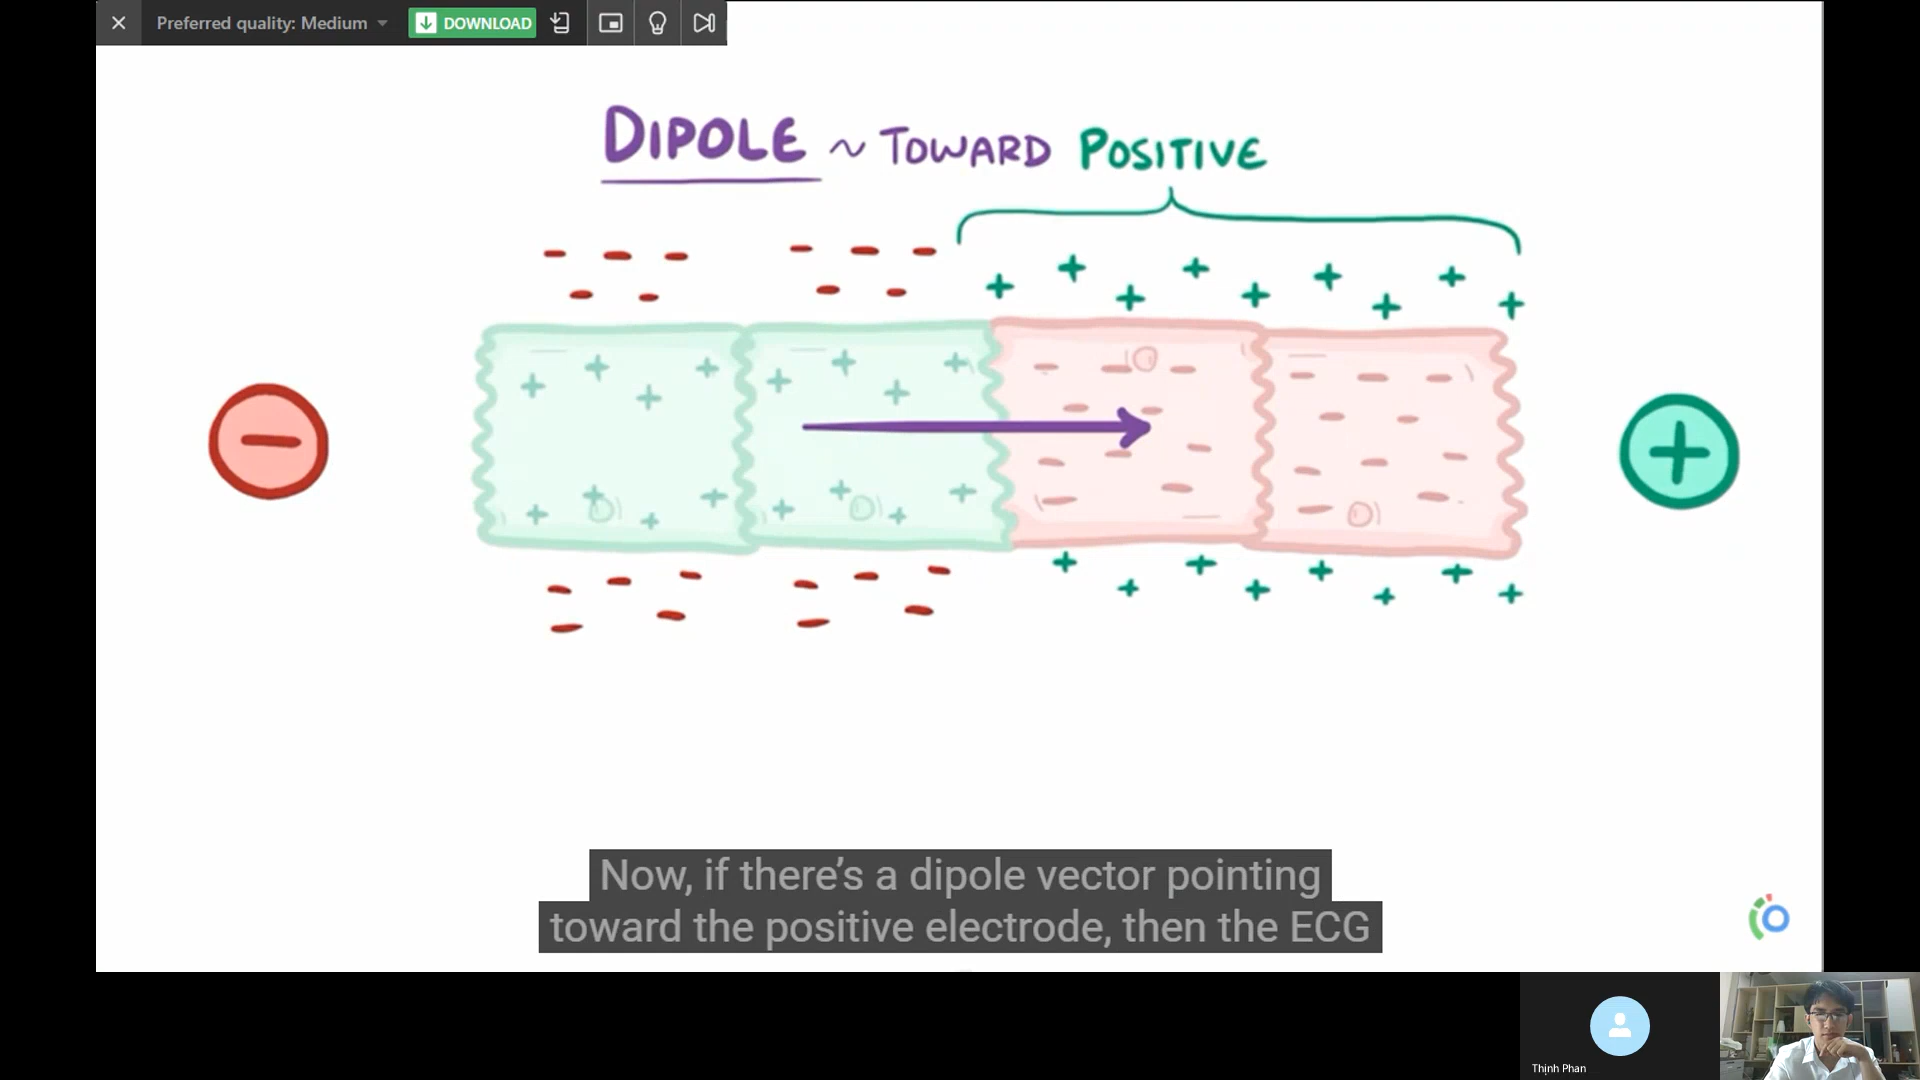 Preferred quality: Medium
DOWNLOAD
DIPOLE ~ TOWARD POSITIVE
Now, if there's a dipole vector pointing
toward the positive electrode, then the ECG
Thịnh Phan